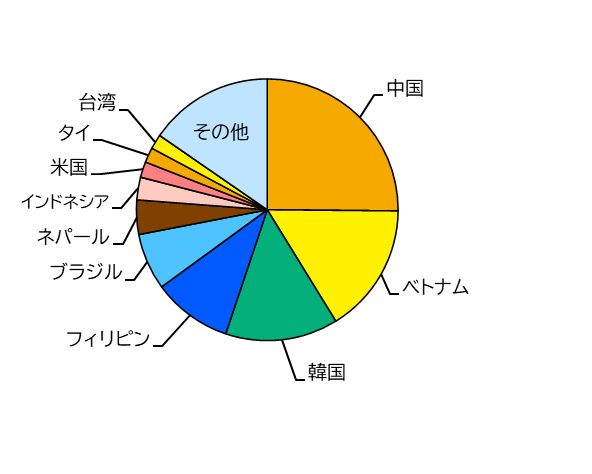 中国
ベトナム
韓国
フィリピン
ブラジル
ネパール
インドネシア
米国
タイ
台湾
その他